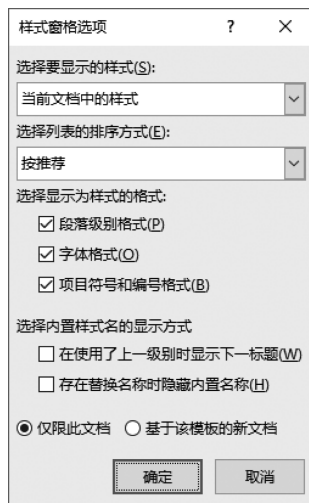 样式窗格选项 ? ×
选择要显示的样式(S):
当前文档中的样式
选择列表的排序方式(E):
按推荐
选择显示为样式的格式:
段落级别格式(P)
字体格式(O)
项目符号和编号格式(B)
选择内置样式名的显示方式
在使用了上一级别时显示下一标题(W)
存在替换名称时隐藏内置名称(H)
仅限此文档 基于该模板的新文档
确定 取消